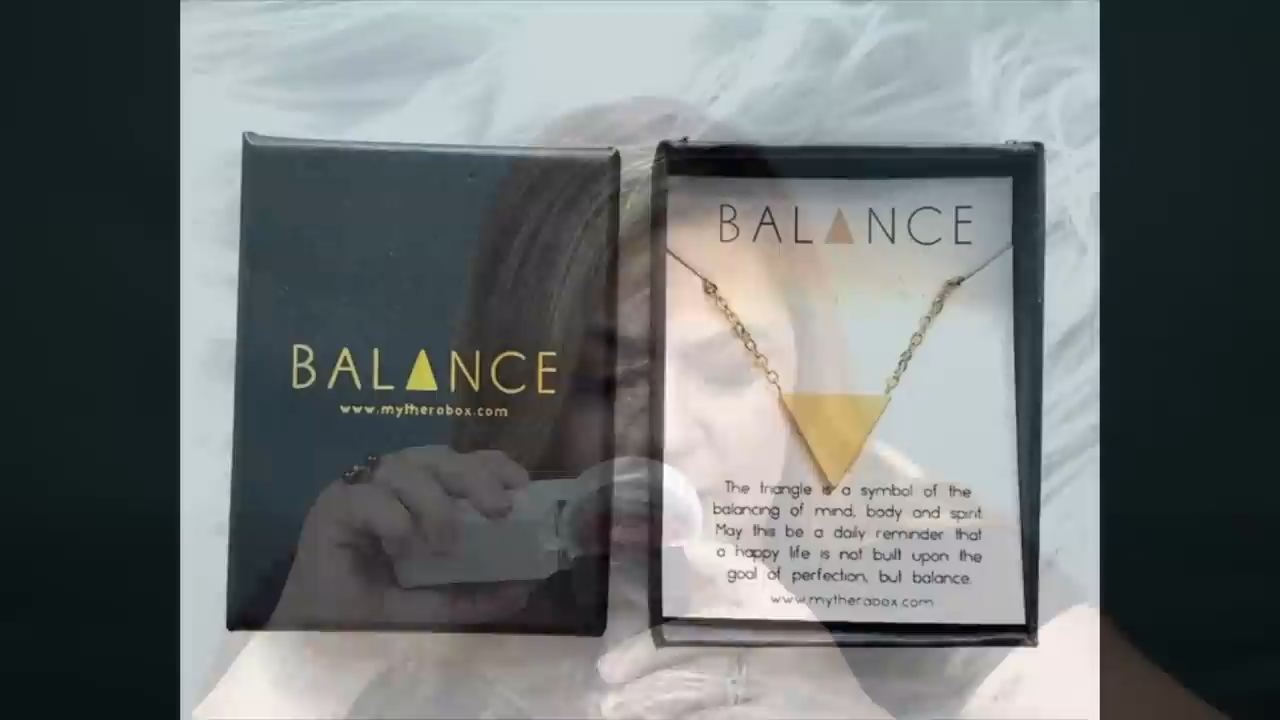 BALANCE
www.mytherabox.com
BALANCE
The triangle is a symbol of the
balancing of mind, body and spirit.
May this be a daily reminder that
a happy life is not built upon the
goal of perfection, but balance.
www.mytherabox.com